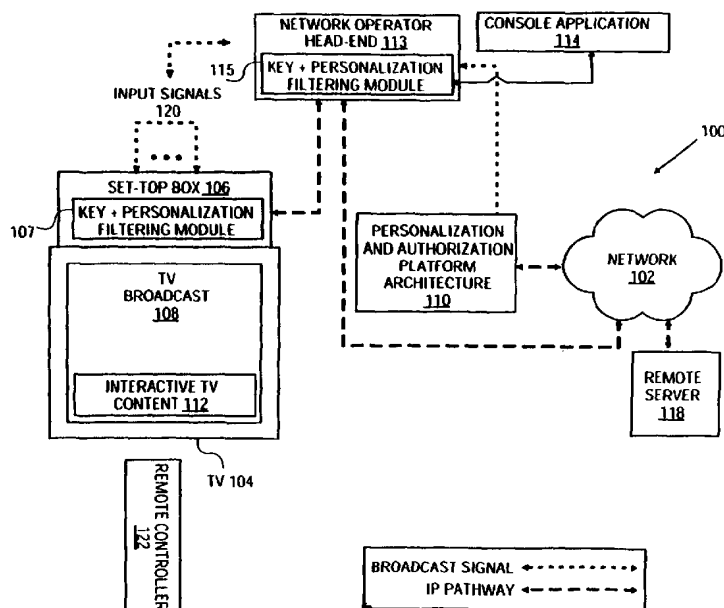 NETWORK OPERATOR
HEAD-END 113
CONSOLE APPLICATION
114
115
KEY + PERSONALIZATION
FILTERING MODULE
INPUT SIGNALS
120
100
SET-TOP BOX 106
KEY + PERSONALIZATION
FILTERING MODULE
107
PERSONALIZATION
AND AUTHORIZATION
PLATFORM
ARCHITECTURE
110
NETWORK
102
TV
BROADCAST
108
INTERACTIVE TV
CONTENT 112
REMOTE
SERVER
118
TV 104
REMOTE CONTROLLER
122
BROADCAST SIGNAL
IP PATHWAY